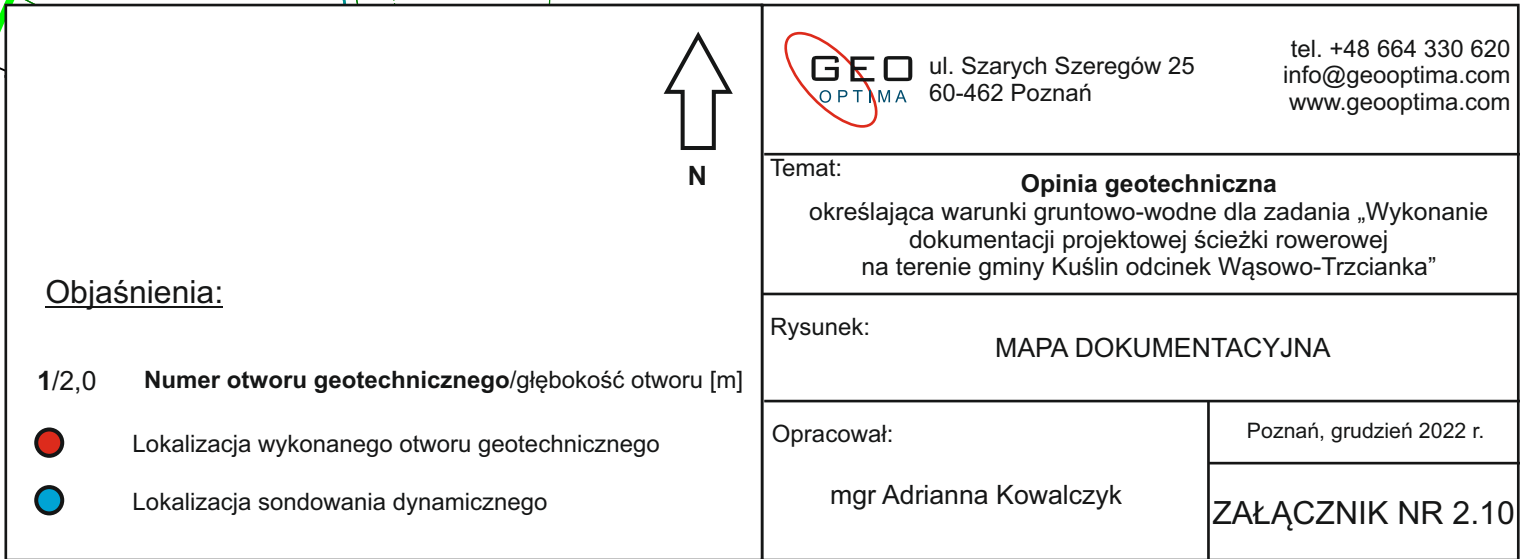 N
Objaśnienia:
1/2,0 Numer otworu geotechnicznego/głębokość otworu [m]
Lokalizacja wykonanego otworu geotechnicznego
Lokalizacja sondowania dynamicznego
GEO
OPTIMA
ul. Szarych Szeregów 25
60-462 Poznań
tel. +48 664 330 620
info@geooptima.com
www.geooptima.com
Temat:
Opinia geotechniczna
określająca warunki gruntowo-wodne dla zadania „Wykonanie
dokumentacji projektowej ścieżki rowerowej
na terenie gminy Kuślin odcinek Wąsowo-Trzcianka”
Rysunek:
MAPA DOKUMENTACYJNA
Opracował:
mgr Adrianna Kowalczyk
Poznań, grudzień 2022 r.
ZAŁĄCZNIK NR 2.10